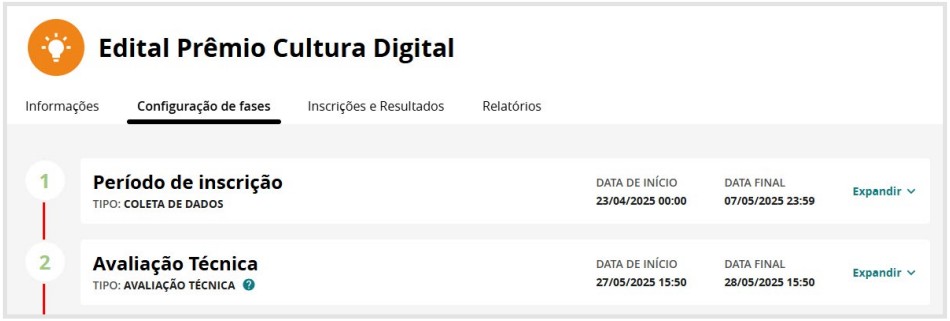 Edital Prêmio Cultura Digital
Informações Configuração de fases Inscrições e Resultados Relatórios
1
Período de inscrição
TIPO: COLETA DE DADOS
DATA DE INÍCIO
23/04/2025 00:00
DATA FINAL
07/05/2025 23:59
Expandir
2
Avaliação Técnica
TIPO: AVALIAÇÃO TÉCNICA ?
DATA DE INÍCIO
27/05/2025 15:50
DATA FINAL
28/05/2025 15:50
Expandir